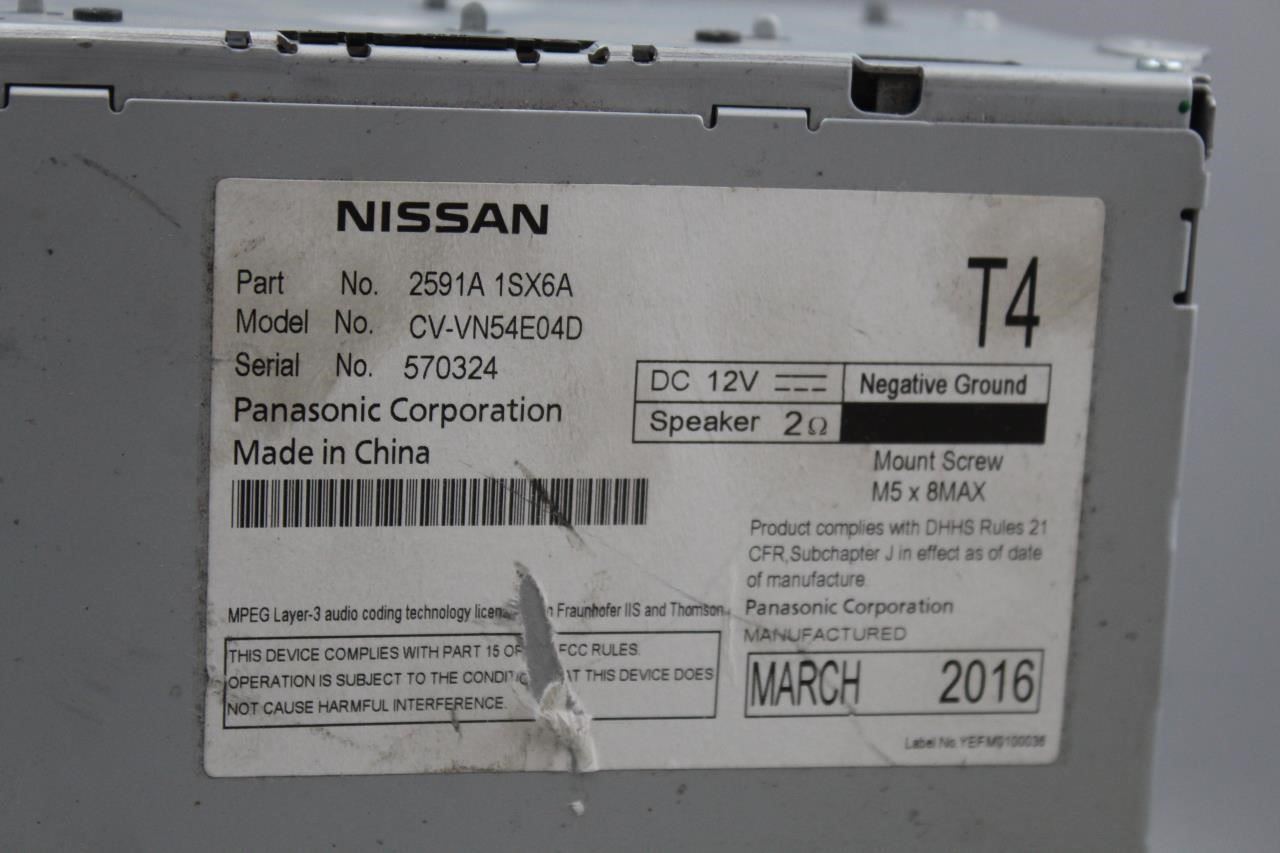 NISSAN
Part No. 2591A 1SX6A
Model No. CV-VN54E04D
Serial No. 570324
Panasonic Corporation
Made in China
T4
DC 12V Negative Ground
Speaker 2Ω
Mount Screw
M5 x 8MAX
Product complies with DHHS Rules 21
CFR,Subchapter J in effect as of date
of manufacture.
Panasonic Corporation
MANUFACTURED
MARCH 2016
MPEG Layer-3 audio coding technology Fraunhofer IIS and Thomson.
THIS DEVICE COMPLIES WITH PART 15 FCC RULES.
OPERATION IS SUBJECT TO THE THIS DEVICE DOES
NOT CAUSE HARMFUL INTERFERENCE.
Label No.